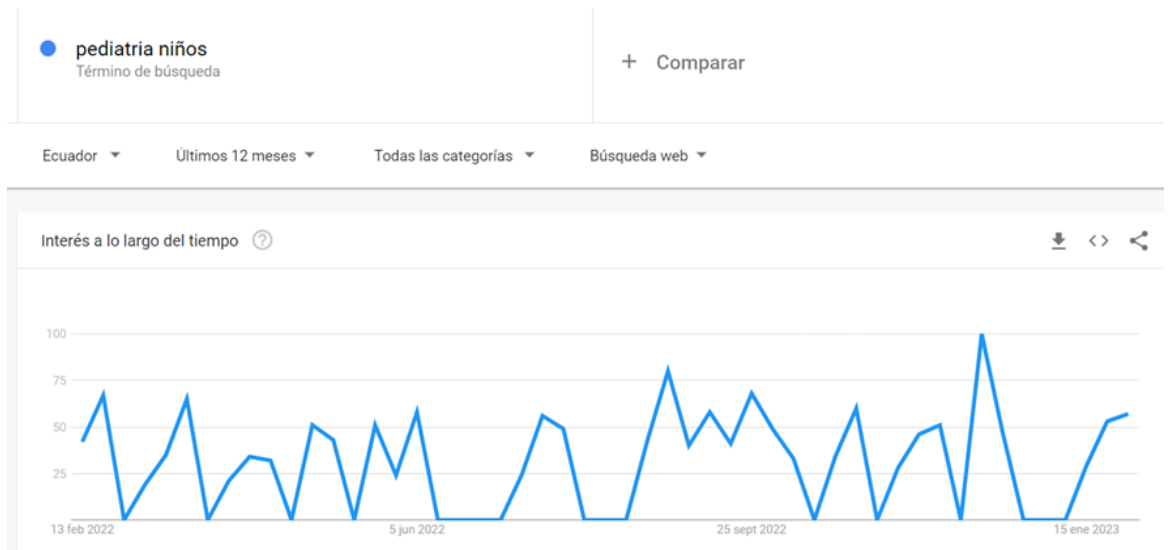 pediatria niños
Término de búsqueda
+ Comparar
Ecuador
Últimos 12 meses
Todas las categorías
Búsqueda web
Interés a lo largo del tiempo
100
75
50
25
13 feb 2022
5 jun 2022
25 sept 2022
15 ene 2023